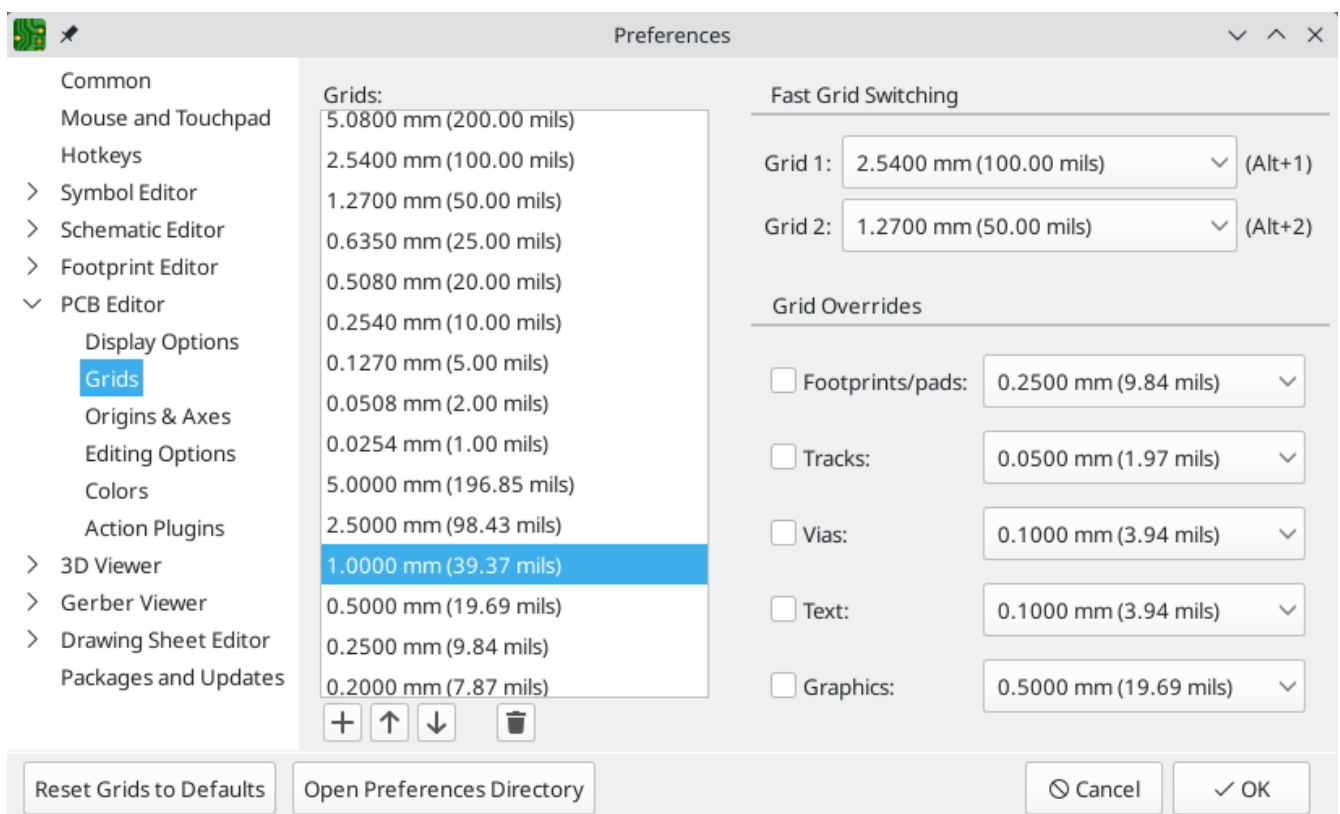 Preferences
Common
Mouse and Touchpad
Hotkeys
Symbol Editor
Schematic Editor
Footprint Editor
PCB Editor
Display Options
Grids
Origins & Axes
Editing Options
Colors
Action Plugins
3D Viewer
Gerber Viewer
Drawing Sheet Editor
Packages and Updates
Grids:
5.0800 mm (200.00 mils)
2.5400 mm (100.00 mils)
1.2700 mm (50.00 mils)
0.6350 mm (25.00 mils)
0.5080 mm (20.00 mils)
0.2540 mm (10.00 mils)
0.1270 mm (5.00 mils)
0.0508 mm (2.00 mils)
0.0254 mm (1.00 mils)
5.0000 mm (196.85 mils)
2.5000 mm (98.43 mils)
1.0000 mm (39.37 mils)
0.5000 mm (19.69 mils)
0.2500 mm (9.84 mils)
0.2000 mm (7.87 mils)
Fast Grid Switching
Grid 1: 2.5400 mm (100.00 mils) (Alt+1)
Grid 2: 1.2700 mm (50.00 mils) (Alt+2)
Grid Overrides
Footprints/pads: 0.2500 mm (9.84 mils)
Tracks: 0.0500 mm (1.97 mils)
Vias: 0.1000 mm (3.94 mils)
Text: 0.1000 mm (3.94 mils)
Graphics: 0.5000 mm (19.69 mils)
Reset Grids to Defaults
Open Preferences Directory
Cancel
OK